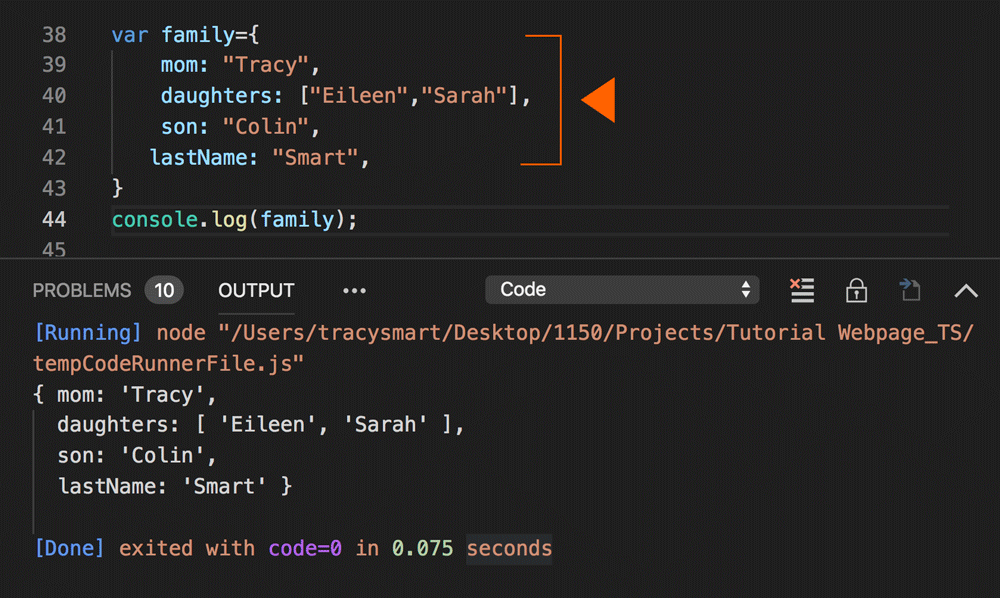 38 var family={
39 mom: "Tracy",
40 daughters: ["Eileen","Sarah"],
41 son: "Colin",
42 lastName: "Smart",
43 }
44 console.log(family);
45
PROBLEMS 10 OUTPUT ••• Code
[Running] node "/Users/tracysmart/Desktop/1150/Projects/Tutorial Webpage_TS/
tempCodeRunnerFile.js"
{ mom: 'Tracy',
daughters: [ 'Eileen', 'Sarah' ],
son: 'Colin',
lastName: 'Smart' }
[Done] exited with code=0 in 0.075 seconds